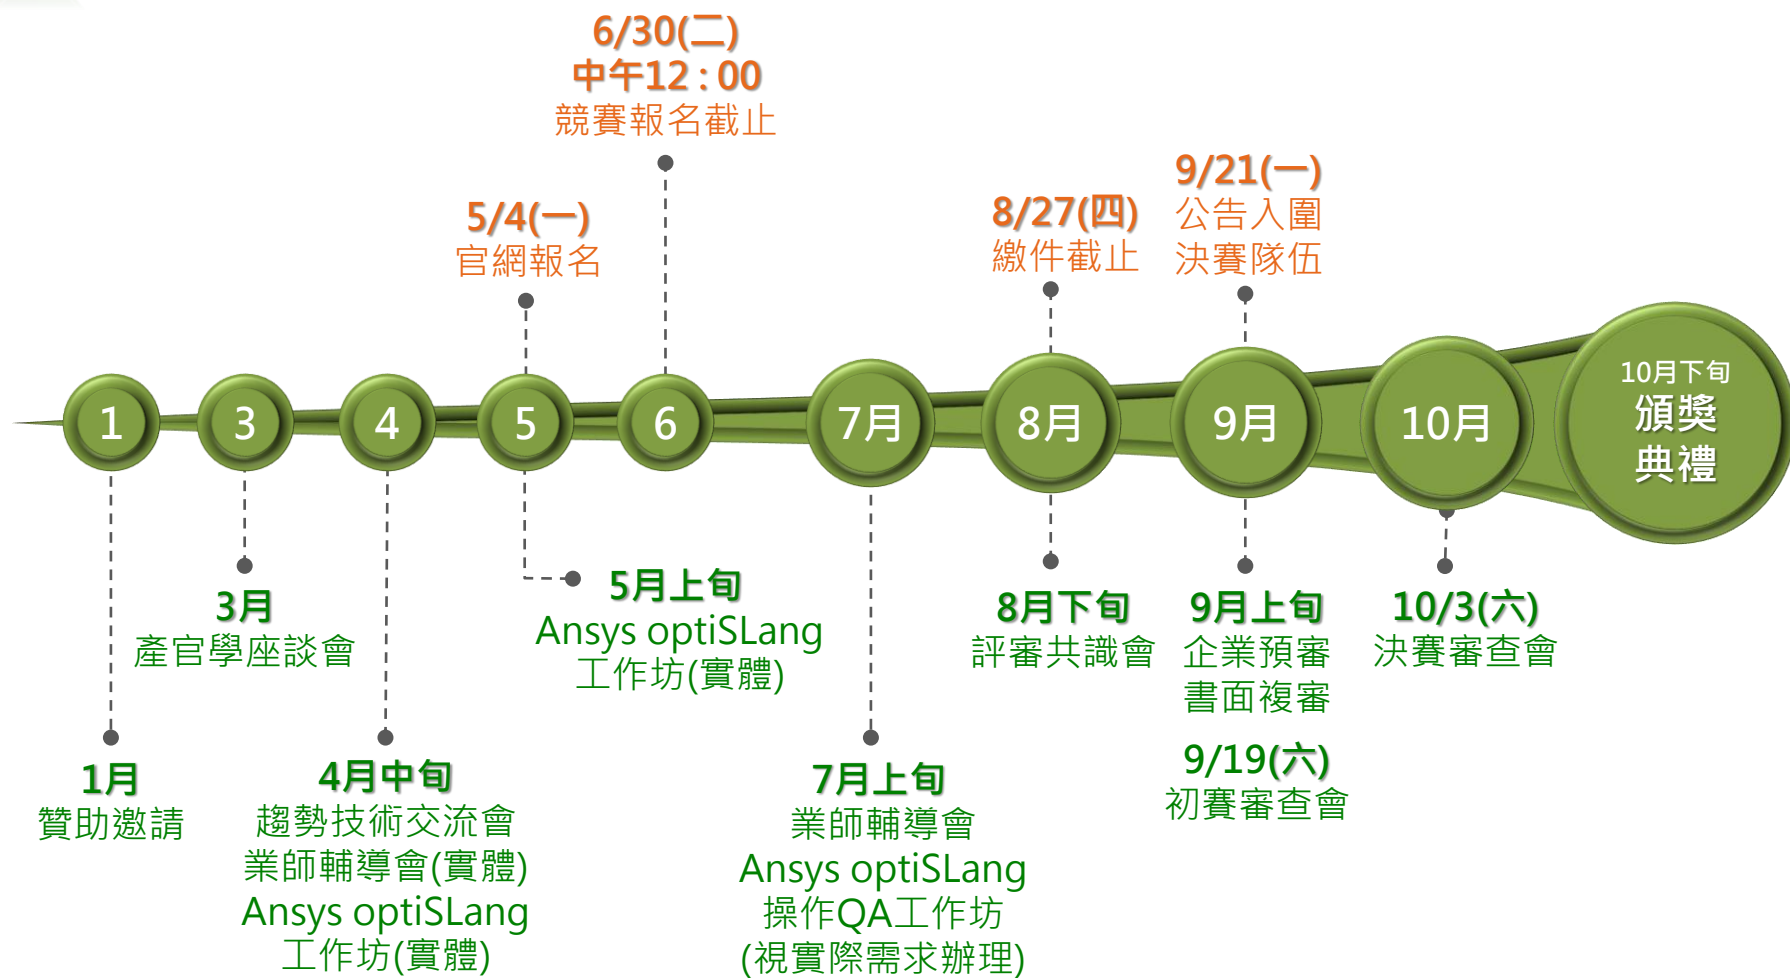 6/30(二)
中午12:00
競賽報名截止
5/4(一)
官網報名
8/27(四)
繳件截止
9/21(一)
公告入圍
決賽隊伍
1
3
4
5
6
7月
8月
9月
10月
10月下旬
頒獎
典禮
1月
贊助邀請
3月
產官學座談會
4月中旬
趨勢技術交流會
業師輔導會(實體)
Ansys optiSLang
工作坊(實體)
5月上旬
Ansys optiSLang
工作坊(實體)
7月上旬
業師輔導會
Ansys optiSLang
操作QA工作坊
(視實際需求辦理)
8月下旬
評審共識會
9月上旬
企業預審
書面複審
9/19(六)
初賽審查會
10/3(六)
決賽審查會